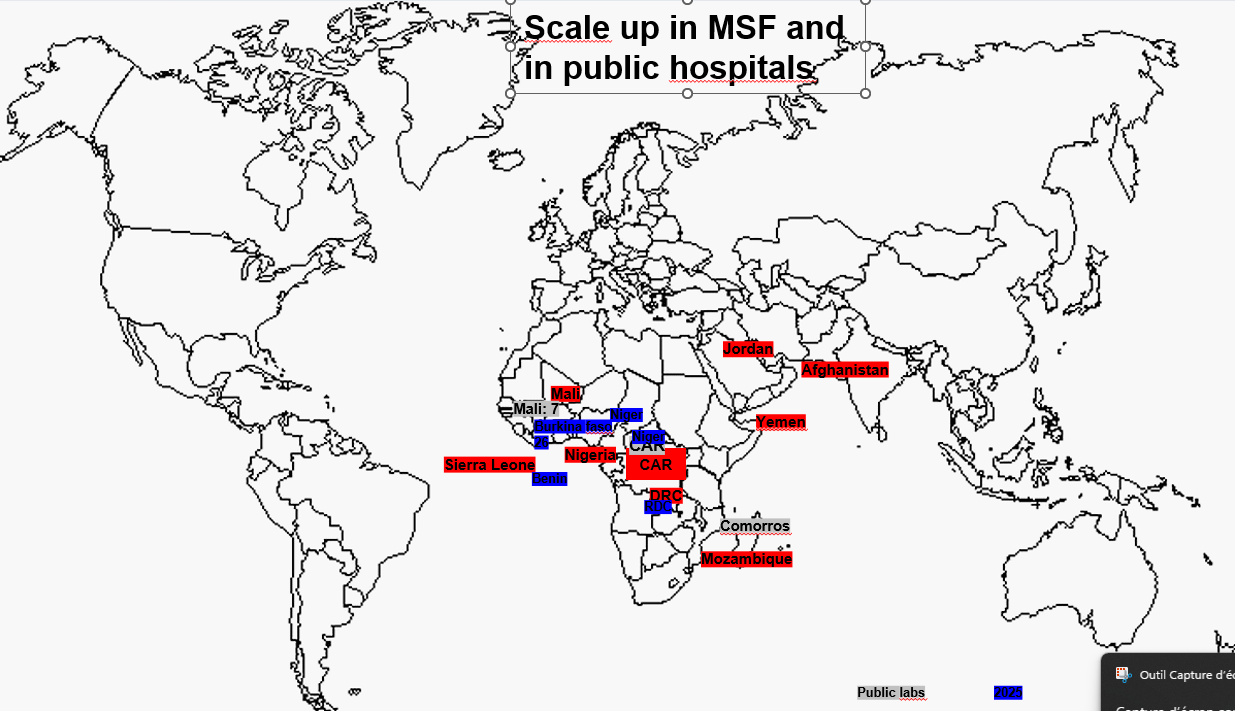 Scale up in MSF and
in public hospitals
Jordan
Afghanistan
Mali
Mali: 7
Niger
Burkina faso
20
Yemen
Niger
CAR
Nigeria
CAR
Sierra Leone
Benin
DRC
RDC
Comorros
Mozambique
Public labs
2025
Outil Capture d'éc